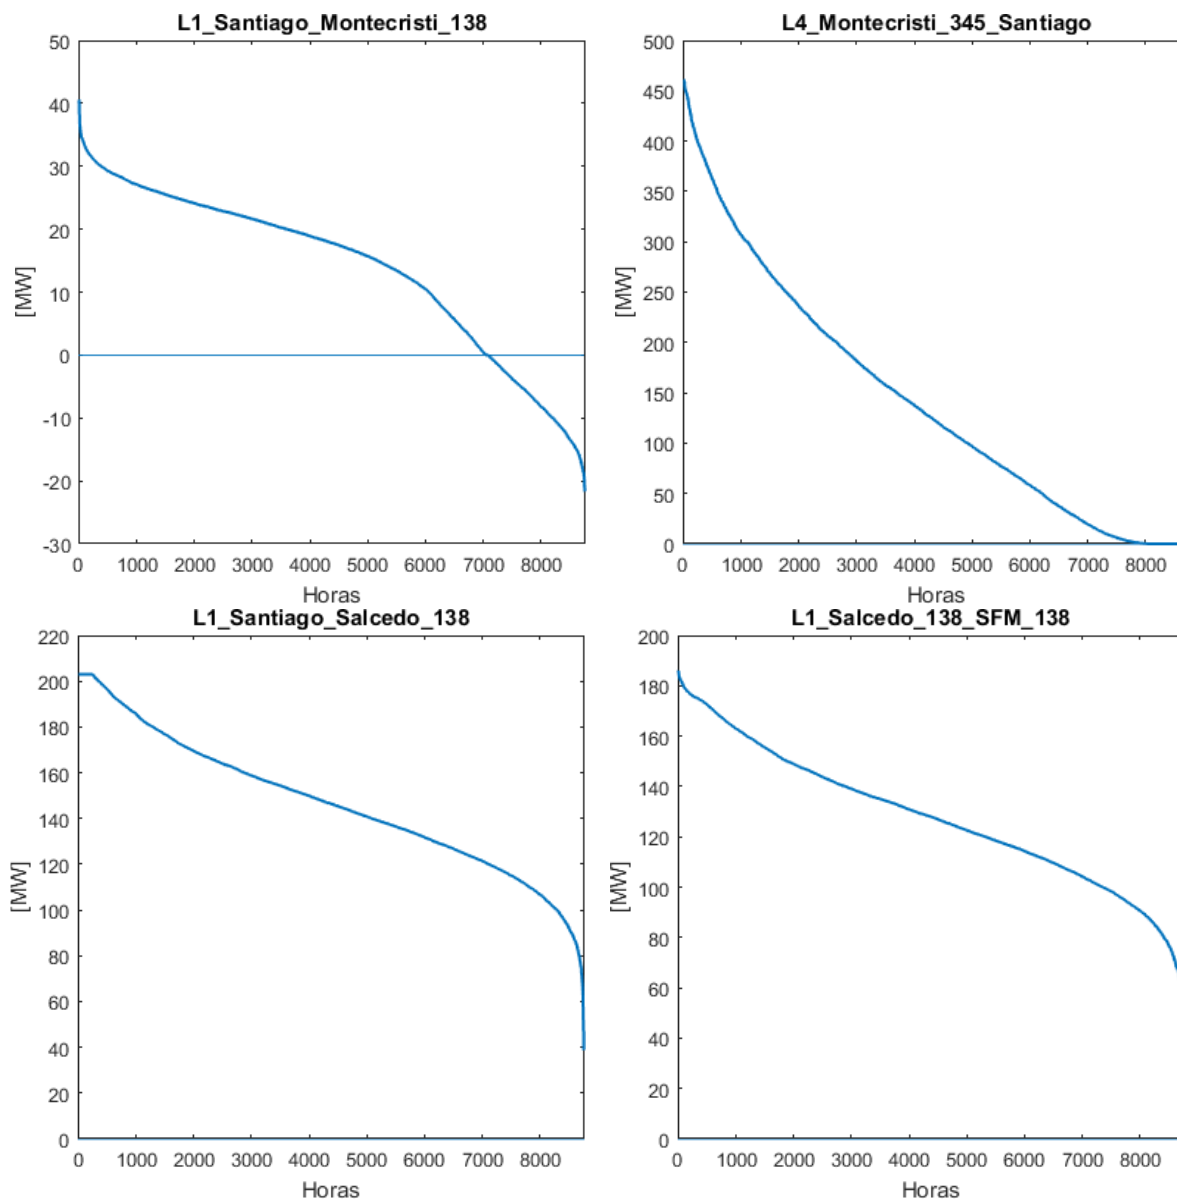 L1_Santiago_Montecristi_138
50
40
30
20
10
0
-10
-20
-30
[MW]
0 1000 2000 3000 4000 5000 6000 7000 8000
Horas
L4_Montecristi_345_Santiago
500
450
400
350
300
250
200
150
100
50
0
[MW]
0 1000 2000 3000 4000 5000 6000 7000 8000
Horas
L1_Santiago_Salcedo_138
220
200
180
160
140
120
100
80
60
40
20
0
[MW]
0 1000 2000 3000 4000 5000 6000 7000 8000
Horas
L1_Salcedo_138_SFM_138
200
180
160
140
120
100
80
60
40
20
0
[MW]
0 1000 2000 3000 4000 5000 6000 7000 8000
Horas